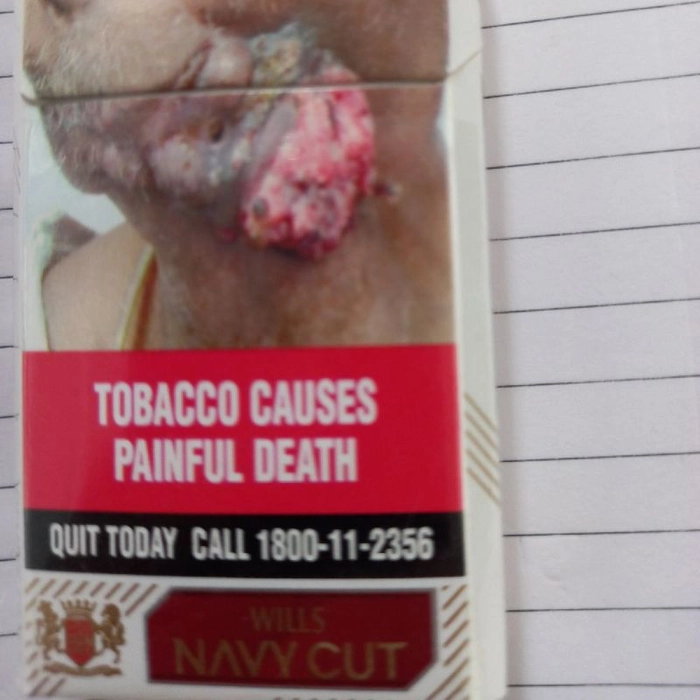 TOBACCO CAUSES
PAINFUL DEATH
QUIT TODAY CALL 1800-11-2356
WILLS
NAVY CUT